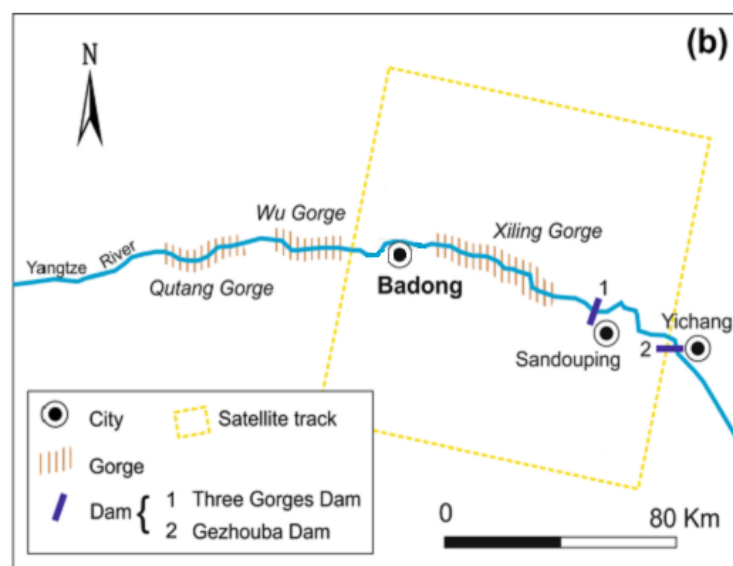 (b)
N
Wu Gorge
Xiling Gorge
Yangtze River
Qutang Gorge
Badong
1
Yichang
Sandouping
2
City
Satellite track
Gorge
Dam { 1 Three Gorges Dam
2 Gezhouba Dam
0 80 Km